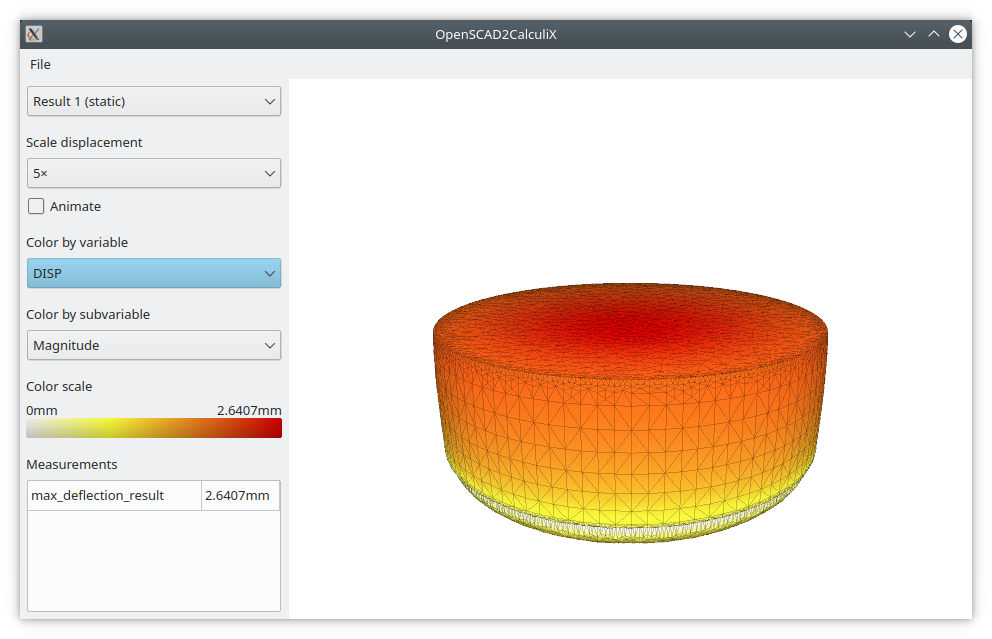 OpenSCAD2CalculiX
File
Result 1 (static)
Scale displacement
5×
Animate
Color by variable
DISP
Color by subvariable
Magnitude
Color scale
0mm 2.6407mm
Measurements
max_deflection_result 2.6407mm